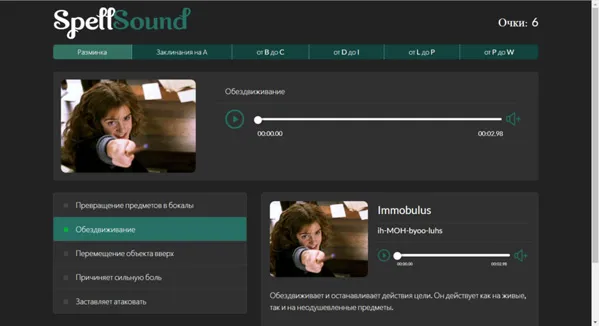 SpellSound
Очки: 6
Разминка
Заклинания на A
от B до C
от D до I
от L до P
от P до W
Обездвиживание
00:00.00
00:02.98
Превращение предметов в бокалы
Обездвиживание
Перемещение объекта вверх
Причиняет сильную боль
Заставляет атаковать
Immobulus
ih-MOH-byoo-luhs
00:00.00
00:02.98
Обездвиживает и останавливает действия цели. Он действует как на живые,
так и на неодушевленные предметы.